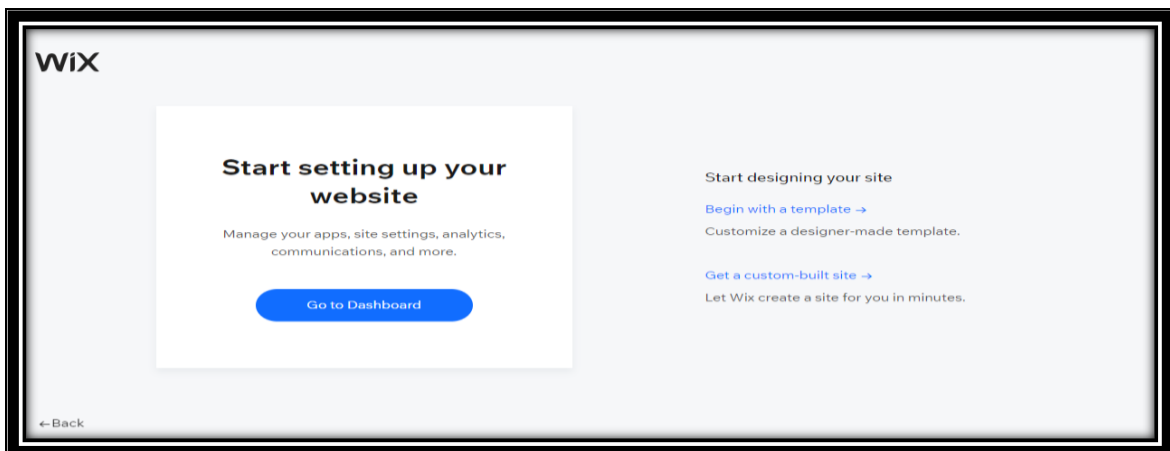 WiX
Start setting up your
website
Manage your apps, site settings, analytics,
communications, and more.
Go to Dashboard
Start designing your site
Begin with a template →
Customize a designer-made template.
Get a custom-built site →
Let Wix create a site for you in minutes.
←Back